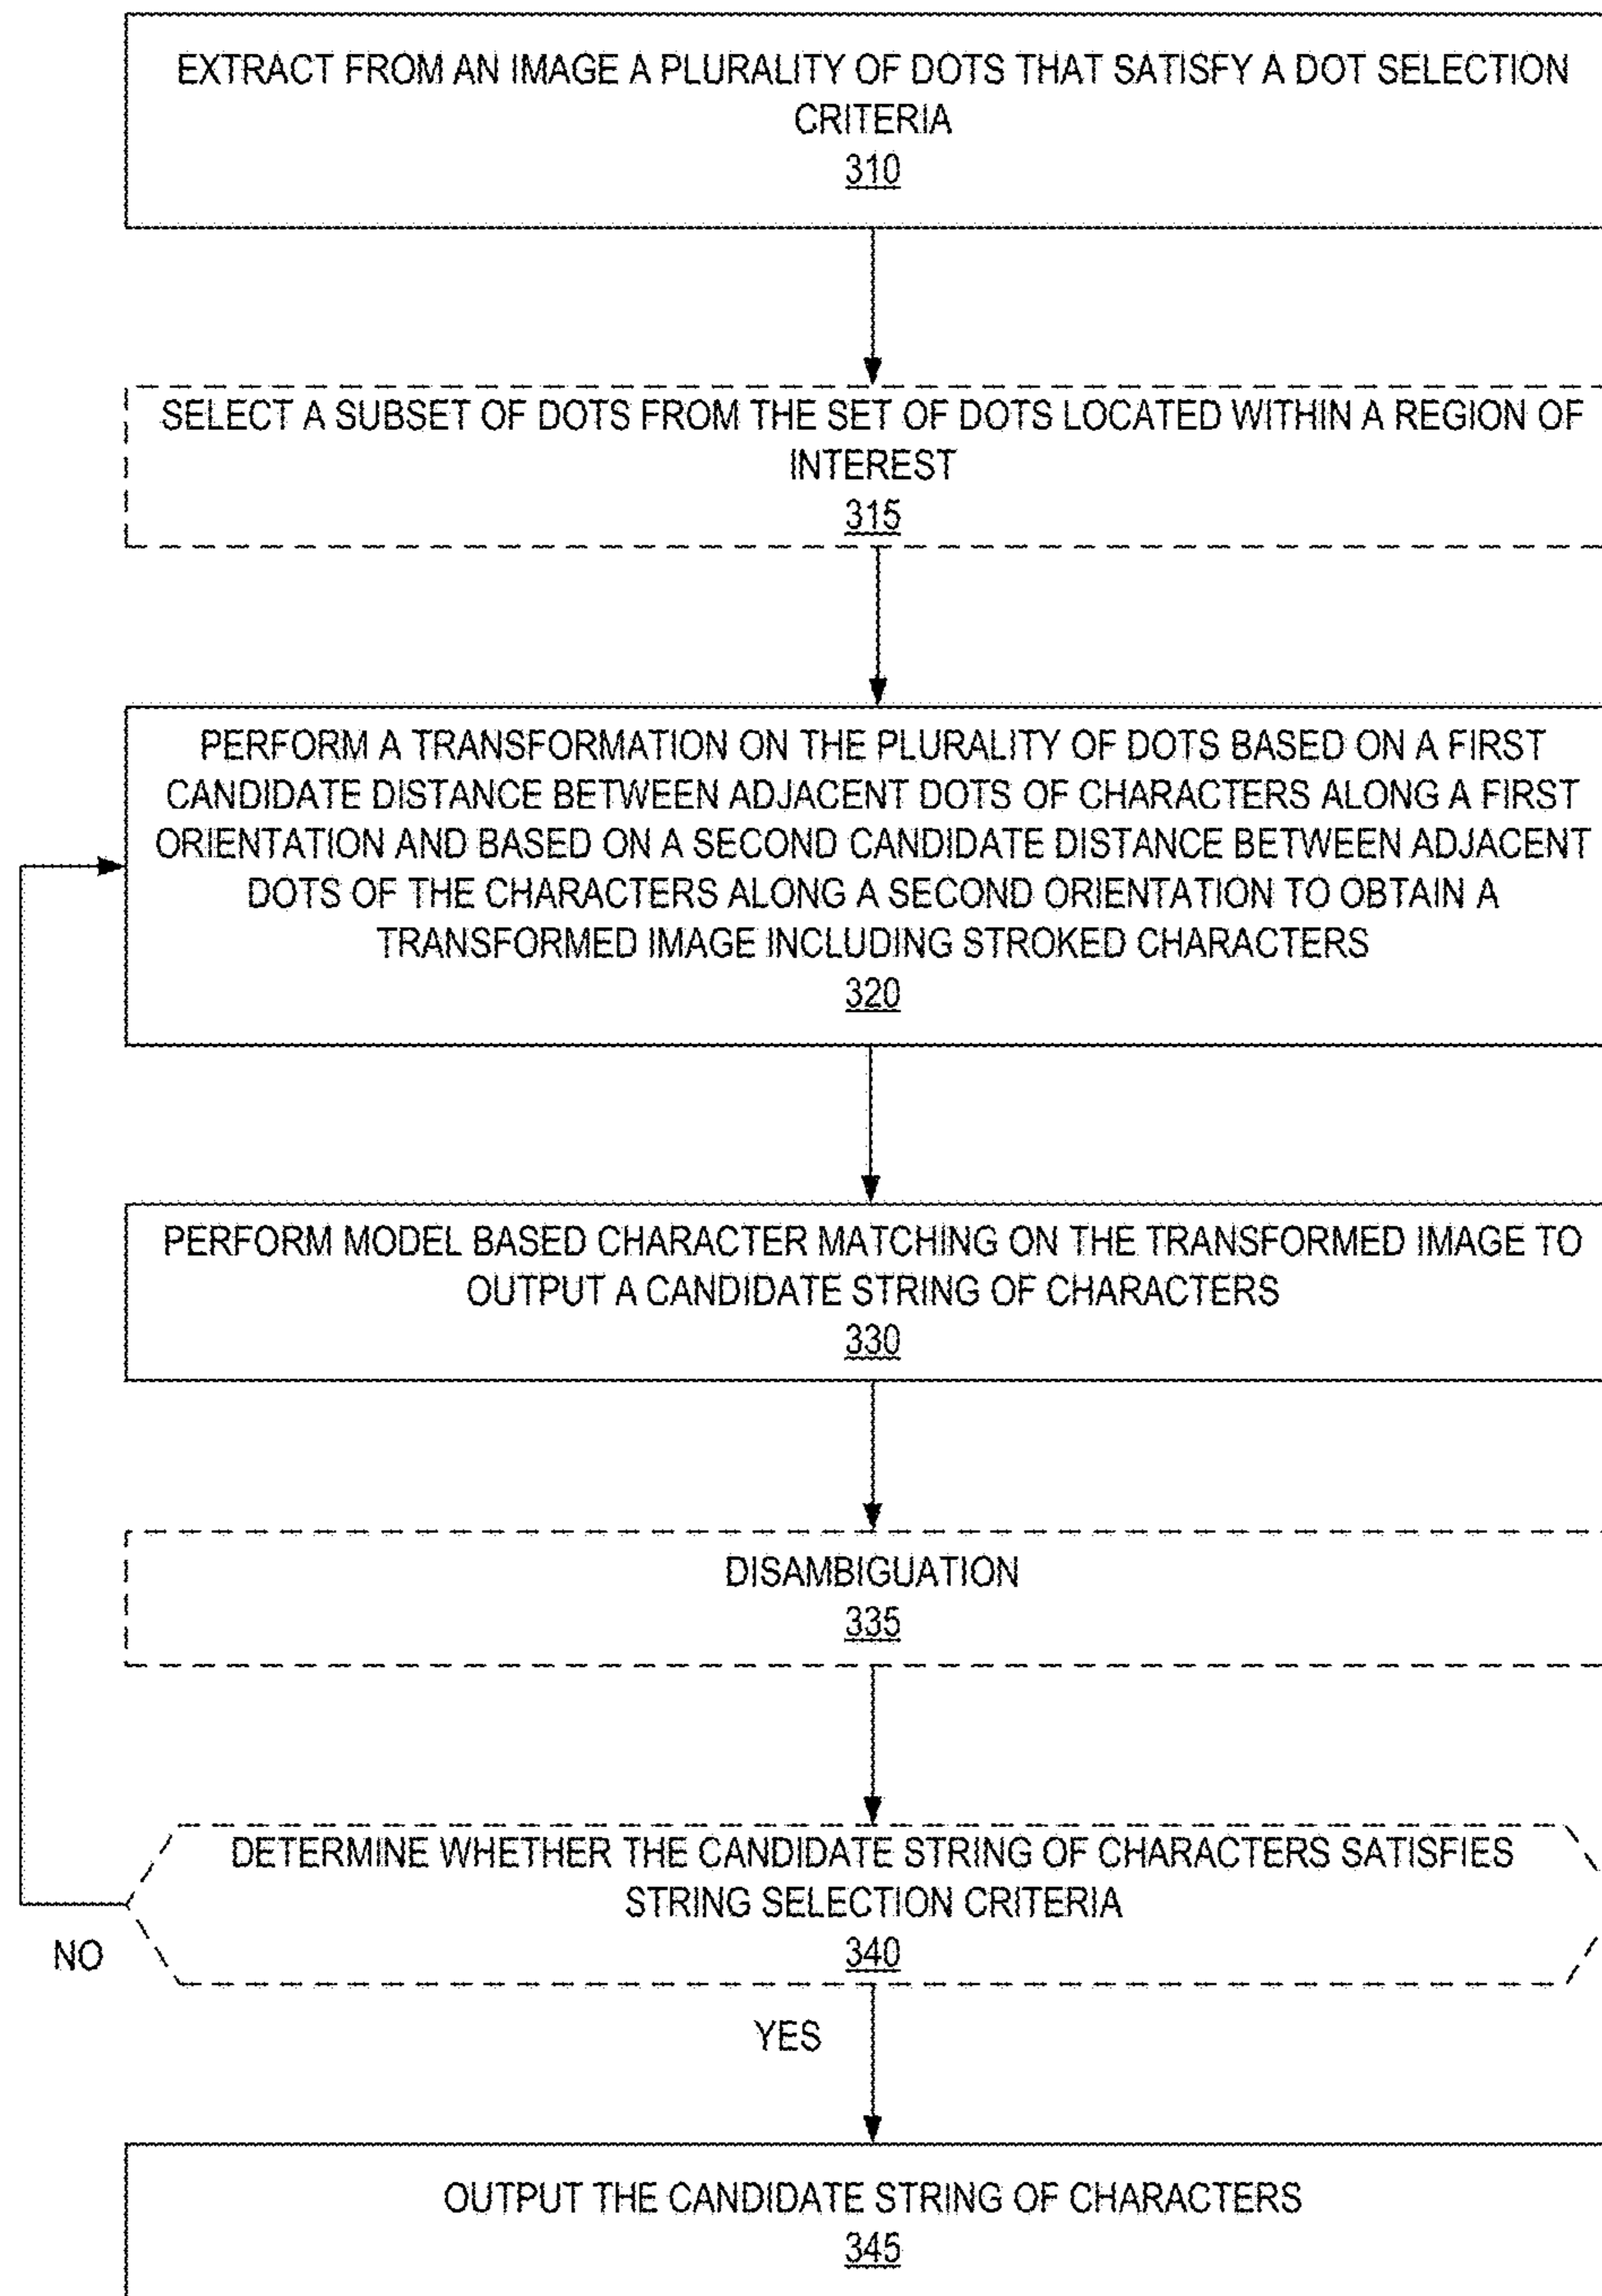 EXTRACT FROM AN IMAGE A PLURALITY OF DOTS THAT SATISFY A DOT SELECTION
CRITERIA
310
SELECT A SUBSET OF DOTS FROM THE SET OF DOTS LOCATED WITHIN A REGION OF
INTEREST
315
PERFORM A TRANSFORMATION ON THE PLURALITY OF DOTS BASED ON A FIRST
CANDIDATE DISTANCE BETWEEN ADJACENT DOTS OF CHARACTERS ALONG A FIRST
ORIENTATION AND BASED ON A SECOND CANDIDATE DISTANCE BETWEEN ADJACENT
DOTS OF THE CHARACTERS ALONG A SECOND ORIENTATION TO OBTAIN A
TRANSFORMED IMAGE INCLUDING STROKED CHARACTERS
320
PERFORM MODEL BASED CHARACTER MATCHING ON THE TRANSFORMED IMAGE TO
OUTPUT A CANDIDATE STRING OF CHARACTERS
330
DISAMBIGUATION
335
DETERMINE WHETHER THE CANDIDATE STRING OF CHARACTERS SATISFIES
STRING SELECTION CRITERIA
340
NO
YES
OUTPUT THE CANDIDATE STRING OF CHARACTERS
345